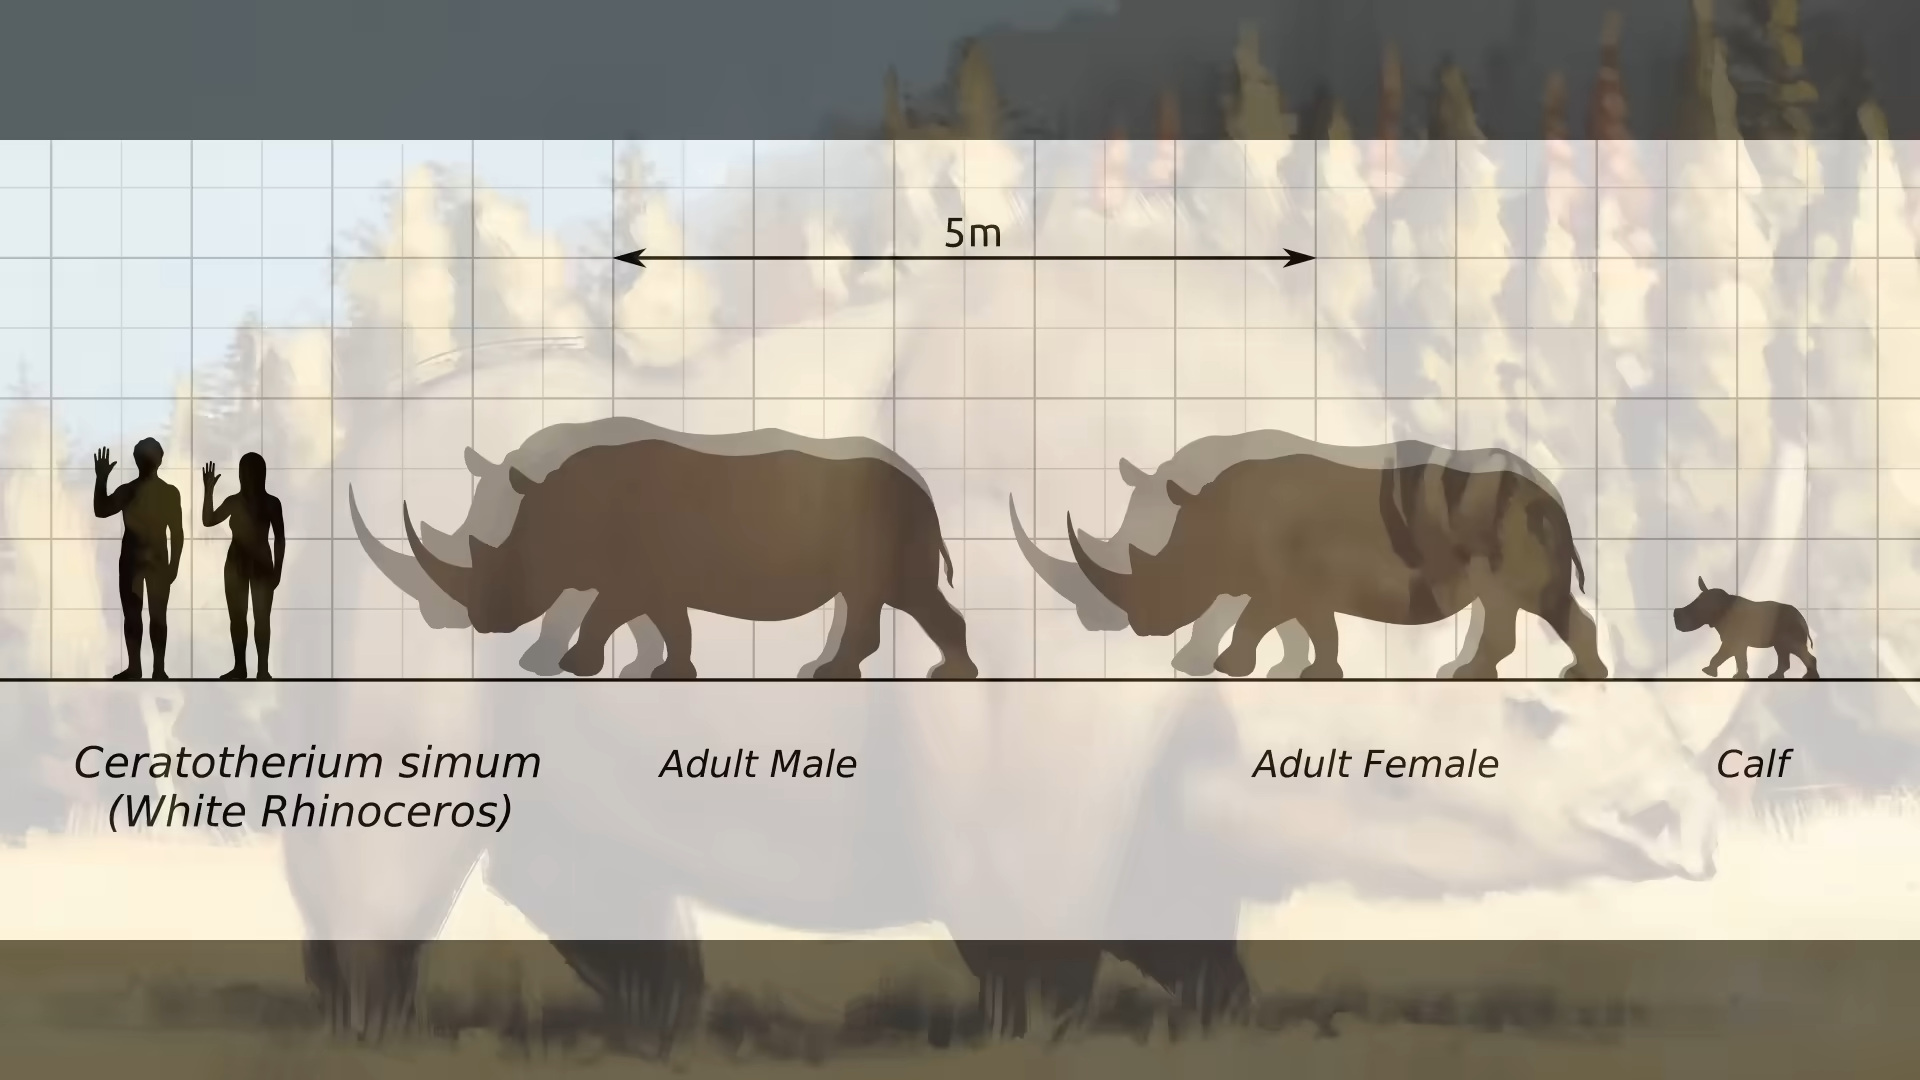 5m
Ceratotherium simum
(White Rhinoceros)
Adult Male
Adult Female
Calf